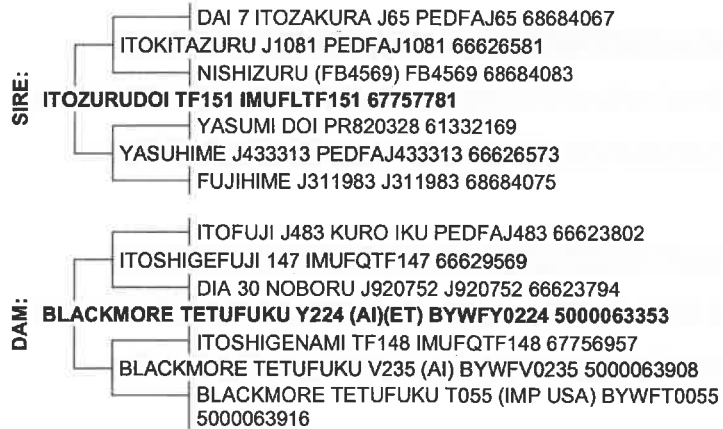 DAI 7 ITOZAKURA J65 PEDFAJ65 68684067
ITOKITAZURU J1081 PEDFAJ1081 66626581
NISHIZURU (FB4569) FB4569 68684083
SIRE:
ITOZURUDOI TF151 IMUFLTF151 67757781
YASUMI DOI PR820328 61332169
YASUHIME J433313 PEDFAJ433313 66626573
FUJIHIME J311983 J311983 68684075
ITOFUJI J483 KURO IKU PEDFAJ483 66623802
ITOSHIGEFUJI 147 IMUFQTF147 66629569
DIA 30 NOBORU J920752 J920752 66623794
DAM:
BLACKMORE TETUFUKU Y224 (AI)(ET) BYWFY0224 5000063353
ITOSHIGENAMI TF148 IMUFQTF148 67756957
BLACKMORE TETUFUKU V235 (AI) BYWFV0235 5000063908
BLACKMORE TETUFUKU T055 (IMP USA) BYWFT0055
5000063916